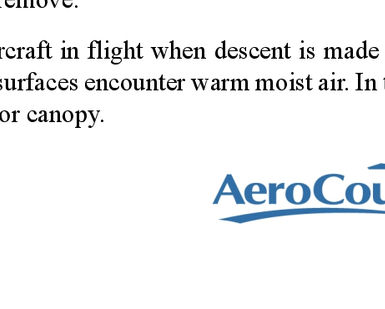 remove.
rcraft in flight when descent is made
surfaces encounter warm moist air. In
or canopy.
AeroCou